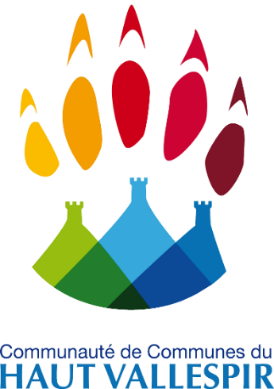 Communauté de Communes du
HAUT VALLESPIR